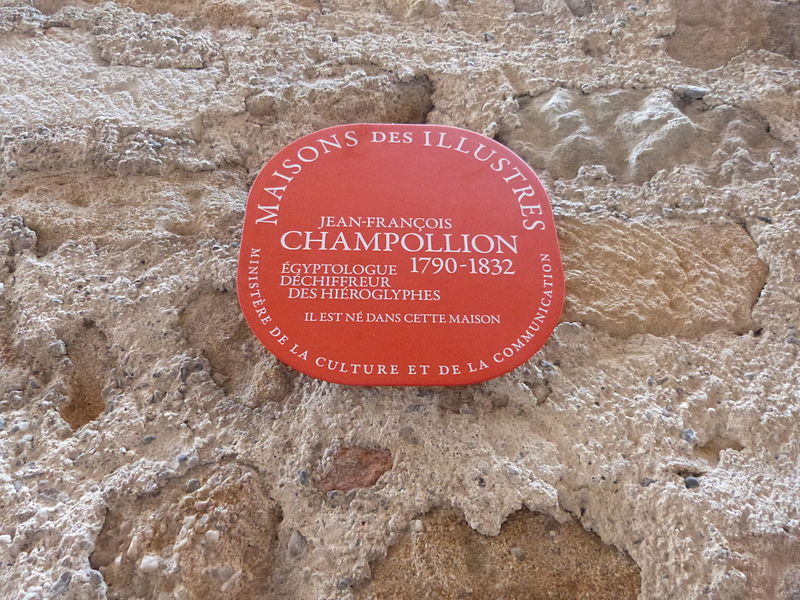 MAISONS DES ILLUSTRES
JEAN-FRANÇOIS
CHAMPOLLION
1790-1832
ÉGYPTOLOGUE
DÉCHIFFREUR
DES HIÉROGLYPHES
IL EST NÉ DANS CETTE MAISON
MINISTÈRE DE LA CULTURE ET DE LA COMMUNICATION